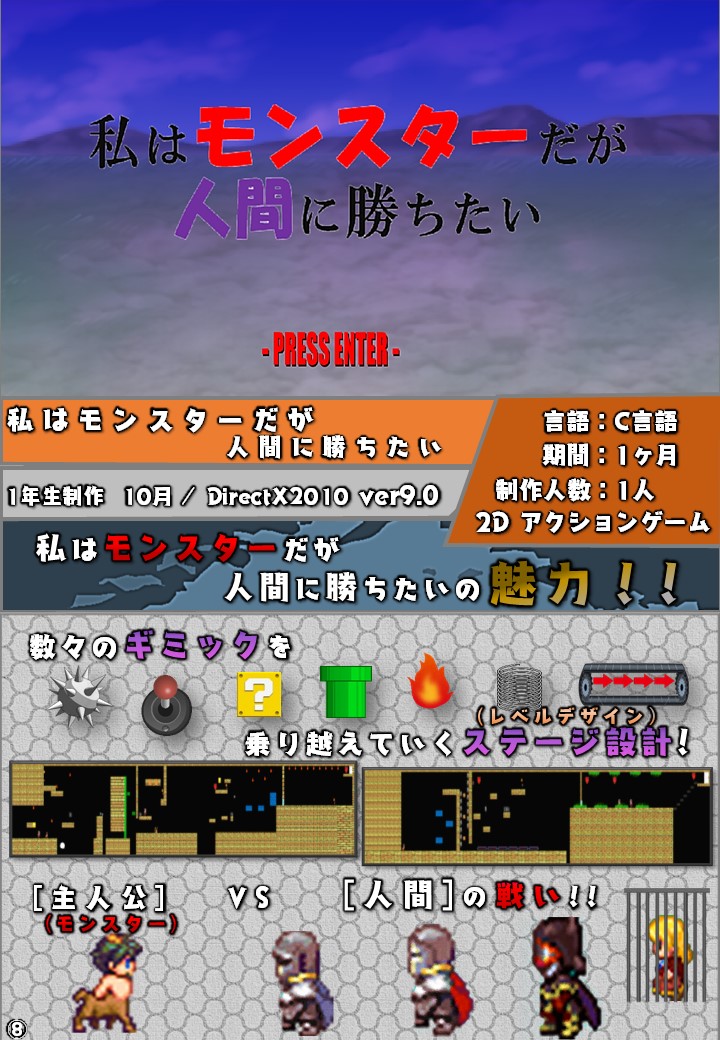 私はモンスターだが
人間に勝ちたい
- PRESS ENTER -
私はモンスターだが
人間に勝ちたい
言語：C言語
期間：1ヶ月
制作人数：1人
2D アクションゲーム
1年生制作 10月 / DirectX2010 ver9.0
私はモンスターだが
人間に勝ちたいの魅力!!
数々のギミックを
?
(レベルデザイン)
乗り越えていくステージ設計!
[主人公] VS [人間]の戦い!!
(モンスター)
⑧